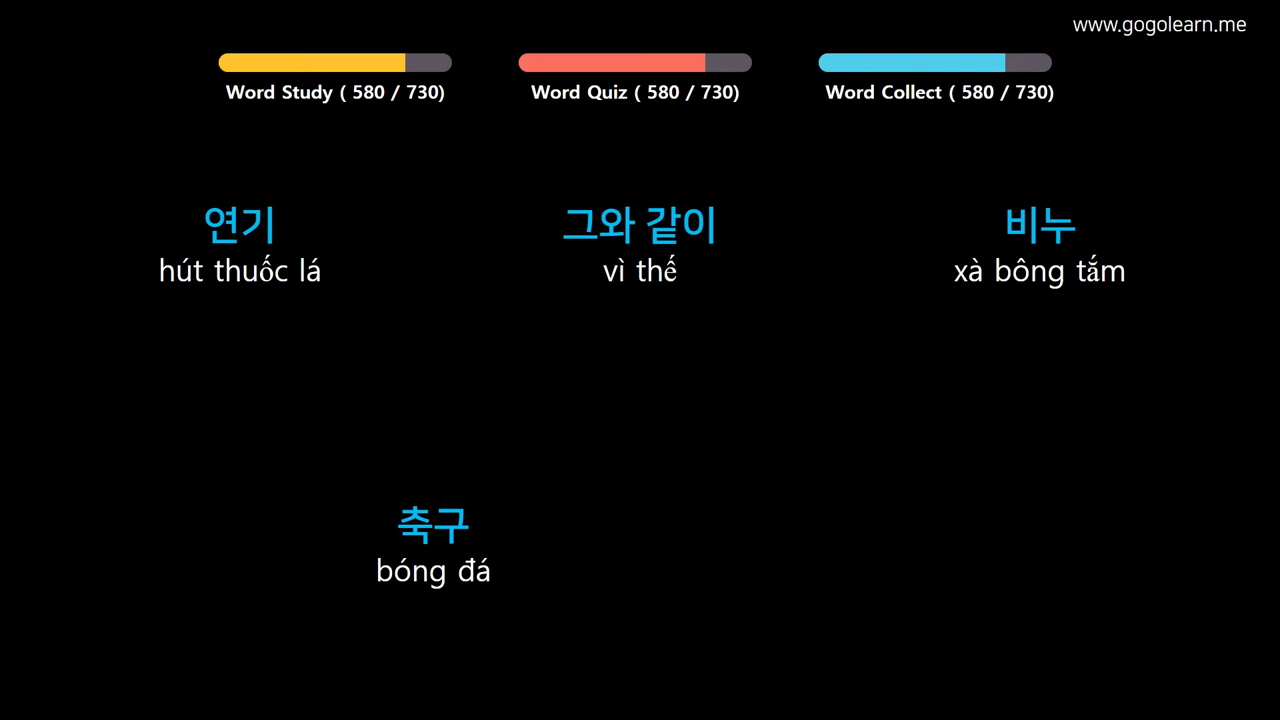 www.gogolearn.me
Word Study ( 580 / 730)
Word Quiz ( 580 / 730)
Word Collect ( 580 / 730)
연기
hút thuốc lá
그와 같이
vì thế
비누
xà bông tắm
축구
bóng đá